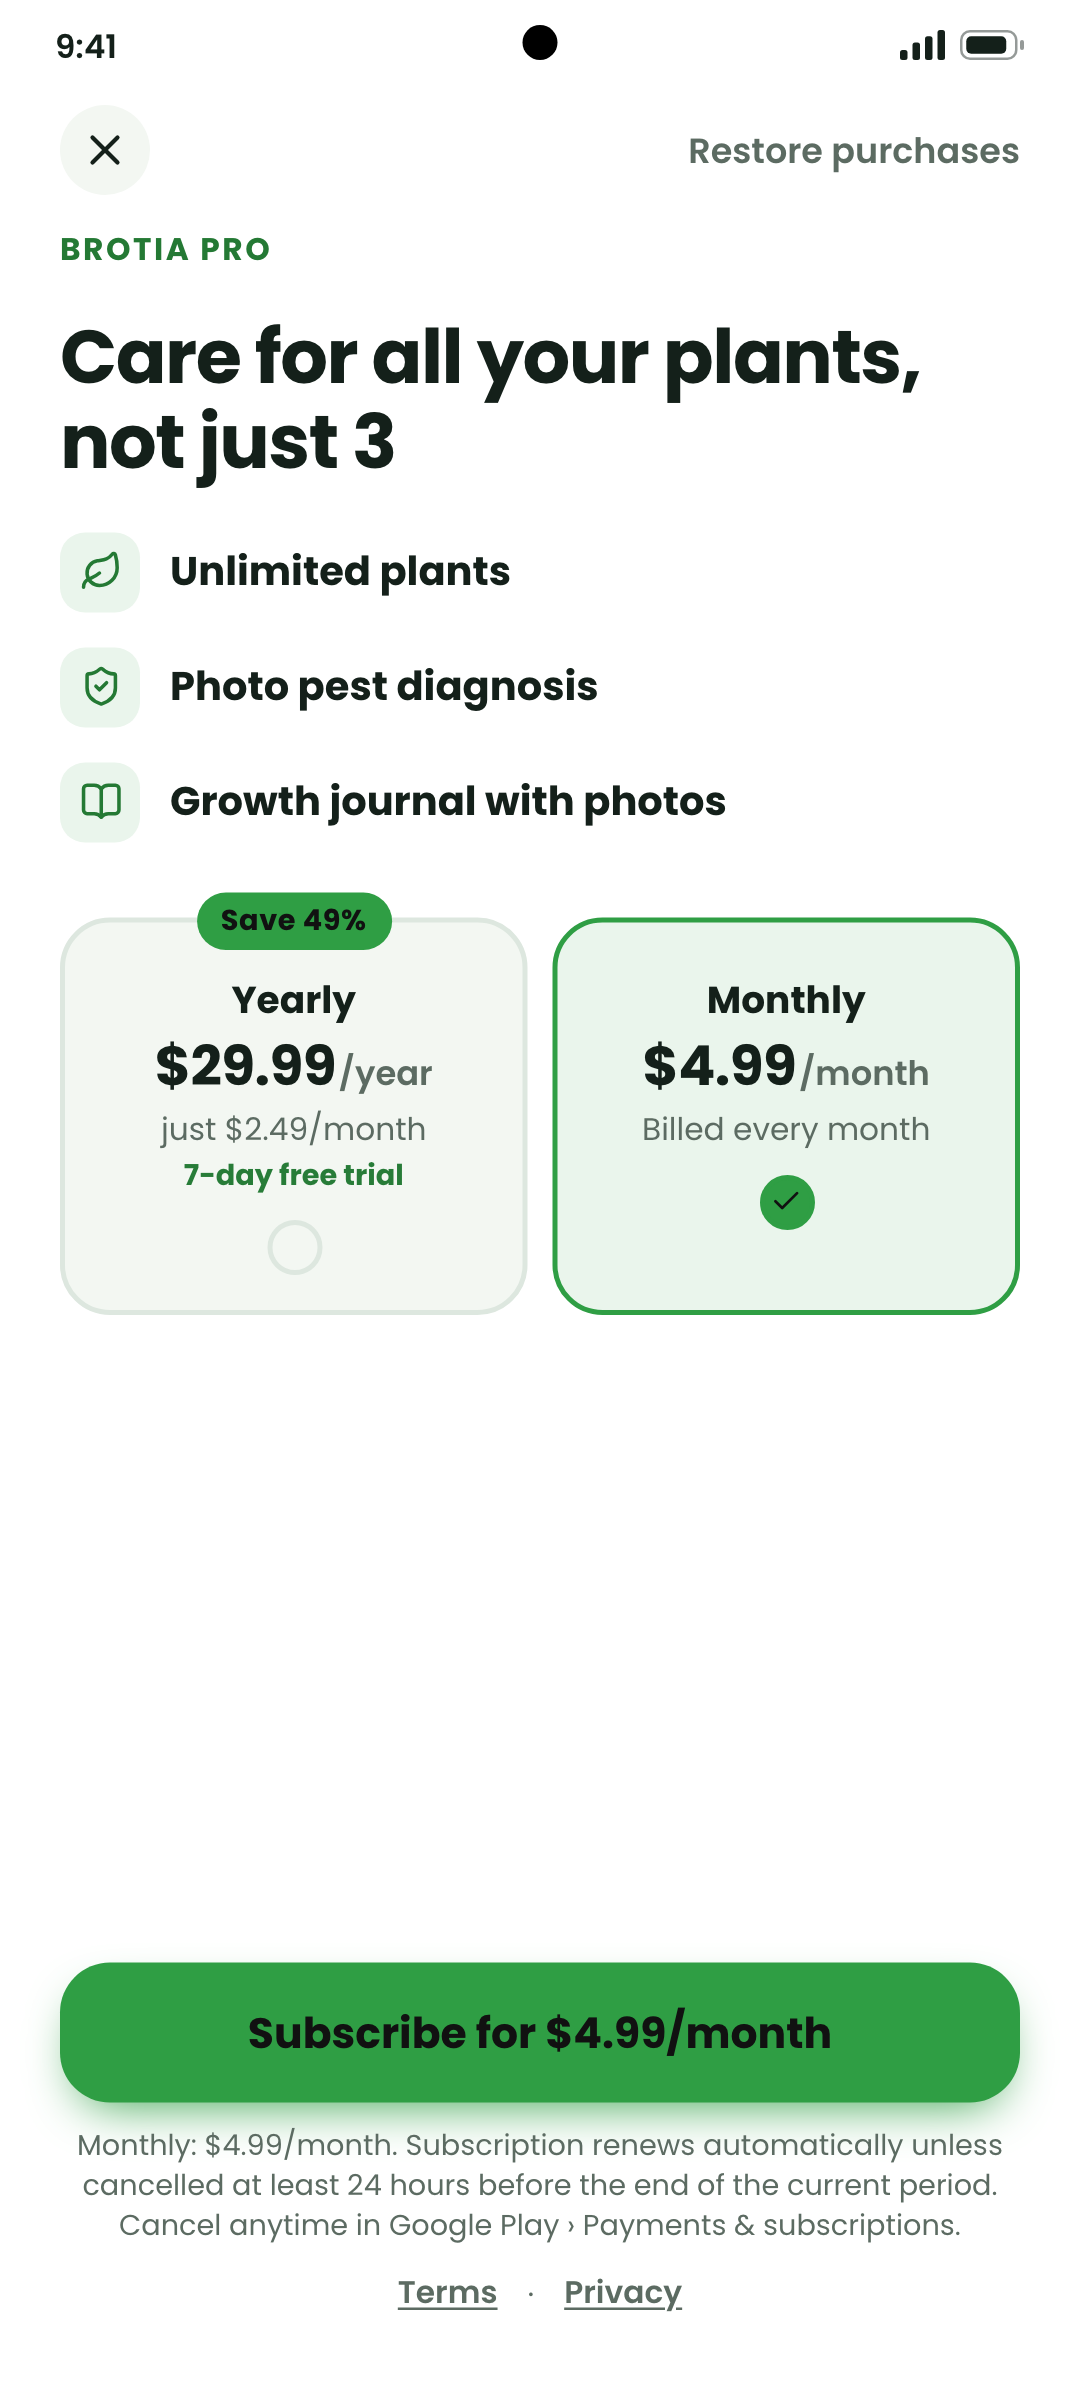 9:41
Restore purchases
BROTIA PRO
Care for all your plants,
not just 3
Unlimited plants
Photo pest diagnosis
Growth journal with photos
Save 49%
Yearly
$29.99/year
just $2.49/month
7-day free trial
Monthly
$4.99/month
Billed every month
Subscribe for $4.99/month
Monthly: $4.99/month. Subscription renews automatically unless
cancelled at least 24 hours before the end of the current period.
Cancel anytime in Google Play › Payments & subscriptions.
Terms · Privacy